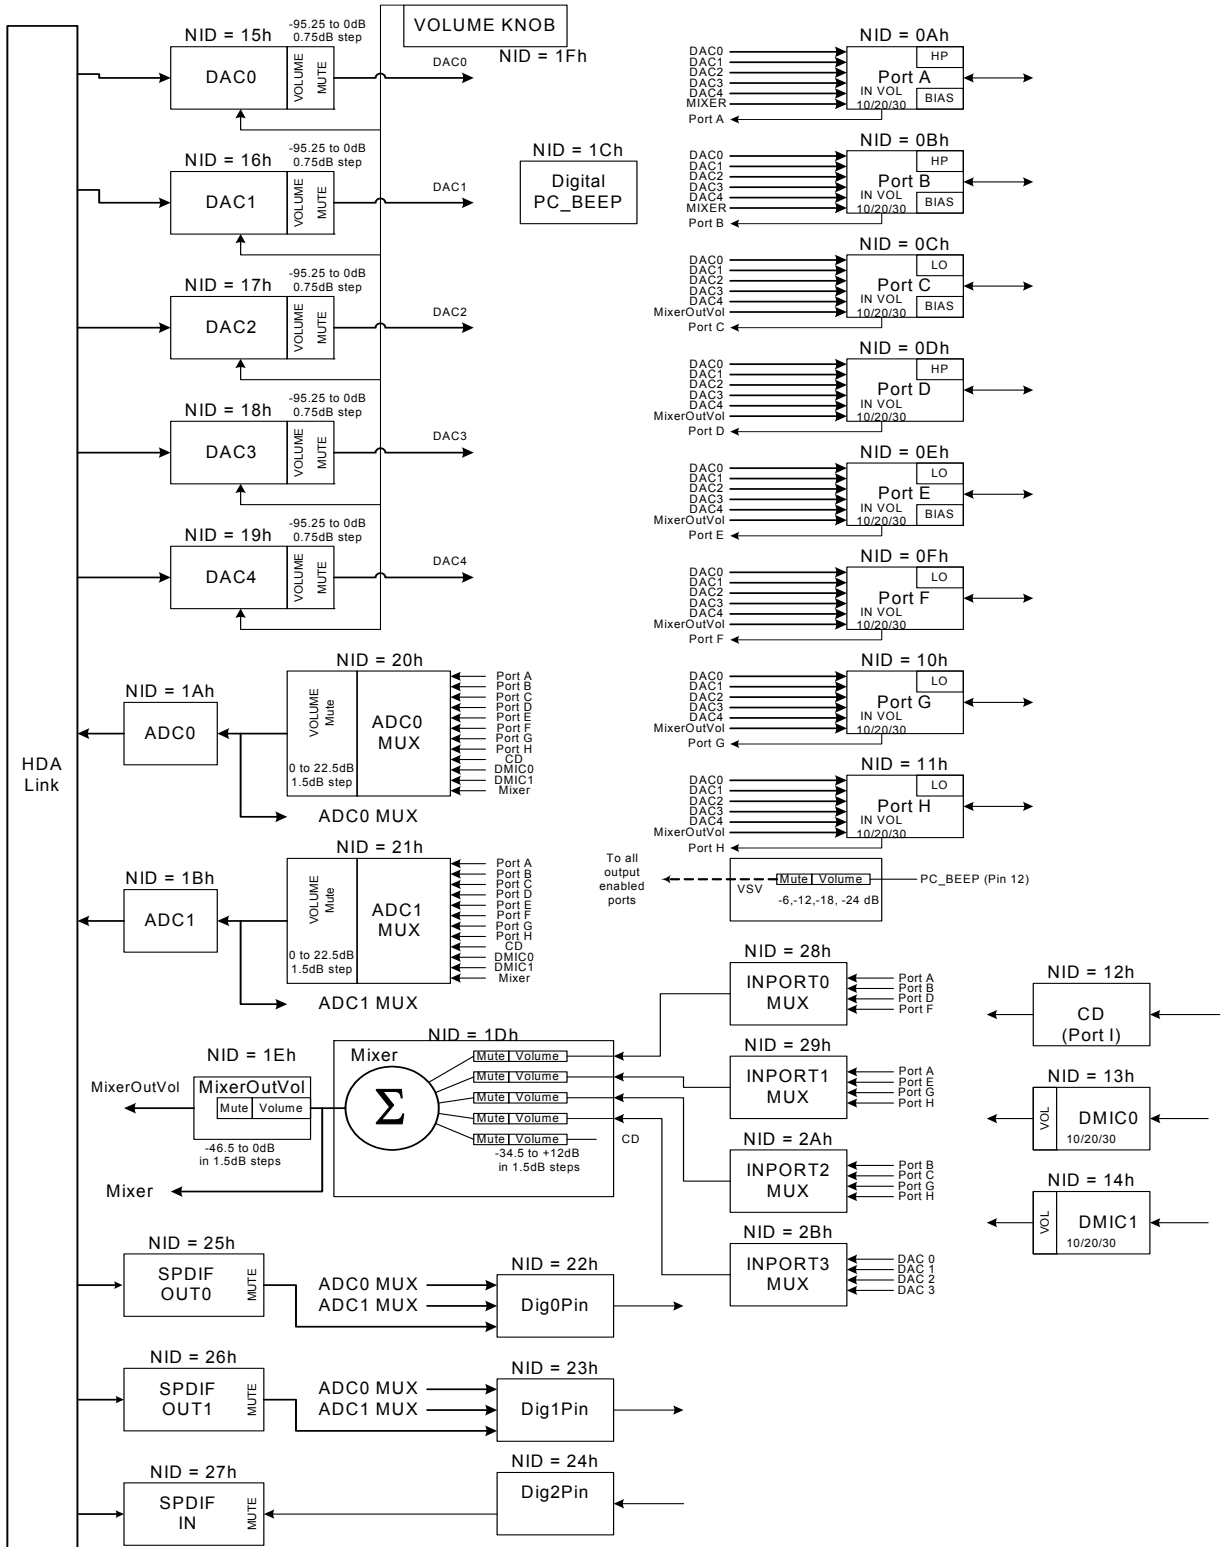 VOLUME KNOB
NID = 1Fh
NID = 15h
-95.25 to 0dB
0.75dB step
DAC0
VOLUME
MUTE
DAC0
NID = 16h
-95.25 to 0dB
0.75dB step
DAC1
VOLUME
MUTE
DAC1
NID = 17h
-95.25 to 0dB
0.75dB step
DAC2
VOLUME
MUTE
DAC2
NID = 18h
-95.25 to 0dB
0.75dB step
DAC3
VOLUME
MUTE
DAC3
NID = 19h
-95.25 to 0dB
0.75dB step
DAC4
VOLUME
MUTE
DAC4
NID = 1Ch
Digital
PC_BEEP
HDA
Link
NID = 1Ah
ADC0
NID = 20h
VOLUME
Mute
0 to 22.5dB
1.5dB step
ADC0
MUX
Port A
Port B
Port C
Port D
Port E
Port F
Port G
Port H
CD
DMIC0
DMIC1
Mixer
ADC0 MUX
NID = 1Bh
ADC1
NID = 21h
VOLUME
Mute
0 to 22.5dB
1.5dB step
ADC1
MUX
Port A
Port B
Port C
Port D
Port E
Port F
Port G
Port H
CD
DMIC0
DMIC1
Mixer
ADC1 MUX
NID = 0Ah
DAC0
DAC1
DAC2
DAC3
DAC4
MIXER
Port A
HP
Port A
IN VOL
10/20/30
BIAS
NID = 0Bh
DAC0
DAC1
DAC2
DAC3
DAC4
MIXER
Port B
HP
Port B
IN VOL
10/20/30
BIAS
NID = 0Ch
DAC0
DAC1
DAC2
DAC3
DAC4
MixerOutVol
Port C
LO
Port C
IN VOL
10/20/30
BIAS
NID = 0Dh
DAC0
DAC1
DAC2
DAC3
DAC4
MixerOutVol
Port D
HP
Port D
IN VOL
10/20/30
NID = 0Eh
DAC0
DAC1
DAC2
DAC3
DAC4
MixerOutVol
Port E
LO
Port E
IN VOL
10/20/30
BIAS
NID = 0Fh
DAC0
DAC1
DAC2
DAC3
DAC4
MixerOutVol
Port F
LO
Port F
IN VOL
10/20/30
NID = 10h
DAC0
DAC1
DAC2
DAC3
DAC4
MixerOutVol
Port G
LO
Port G
IN VOL
10/20/30
NID = 11h
DAC0
DAC1
DAC2
DAC3
DAC4
MixerOutVol
Port H
LO
Port H
IN VOL
10/20/30
To all
output
enabled
ports
VSV
Mute Volume
-6,-12,-18, -24 dB
PC_BEEP (Pin 12)
NID = 1Eh
MixerOutVol
MixerOutVol
Mute Volume
-46.5 to 0dB
in 1.5dB steps
Mixer
NID = 1Dh
Mixer
Σ
Mute Volume
Mute Volume
Mute Volume
Mute Volume
Mute Volume
CD
-34.5 to +12dB
in 1.5dB steps
NID = 28h
INPORT0
MUX
Port A
Port B
Port D
Port F
NID = 29h
INPORT1
MUX
Port A
Port E
Port G
Port H
NID = 2Ah
INPORT2
MUX
Port B
Port C
Port G
Port H
NID = 2Bh
INPORT3
MUX
DAC 0
DAC 1
DAC 2
DAC 3
NID = 12h
CD
(Port I)
NID = 13h
VOL
DMIC0
10/20/30
NID = 14h
VOL
DMIC1
10/20/30
NID = 25h
SPDIF
OUT0
MUTE
ADC0 MUX
ADC1 MUX
NID = 22h
Dig0Pin
NID = 26h
SPDIF
OUT1
MUTE
ADC0 MUX
ADC1 MUX
NID = 23h
Dig1Pin
NID = 27h
SPDIF
IN
MUTE
NID = 24h
Dig2Pin